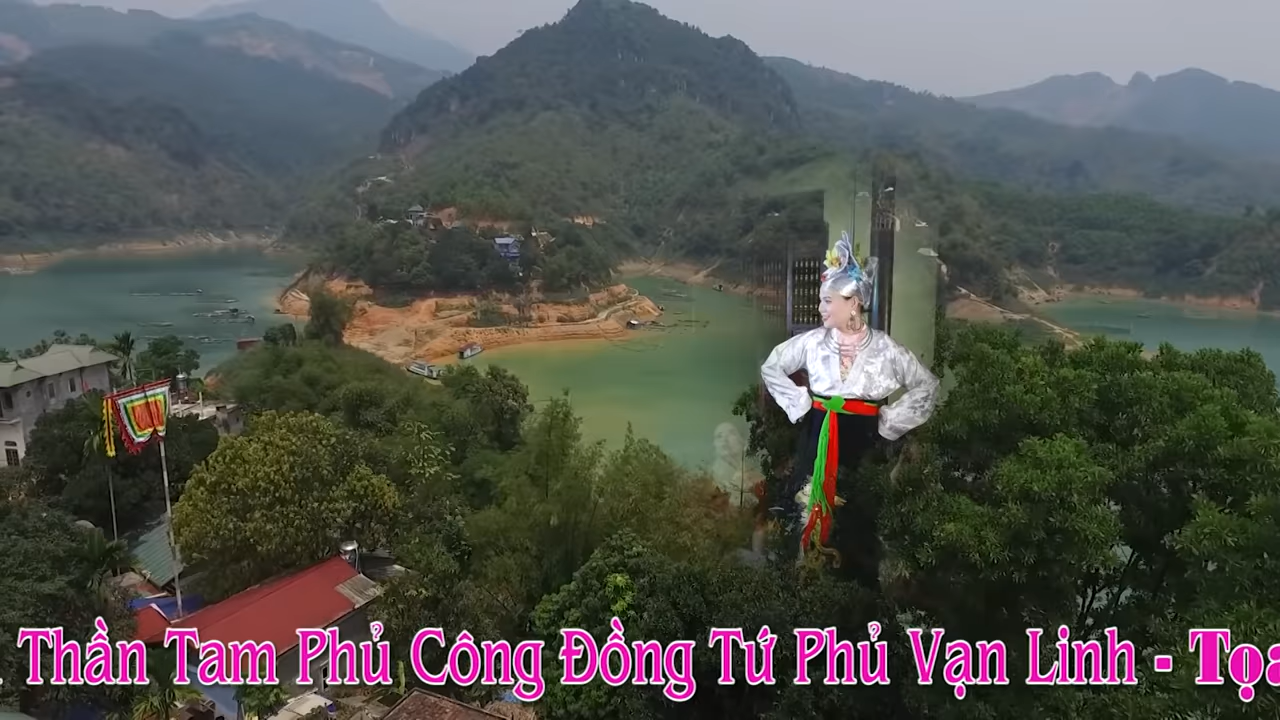 Thần Tam Phủ Công Đồng Tứ Phủ Vạn Linh - Tọa